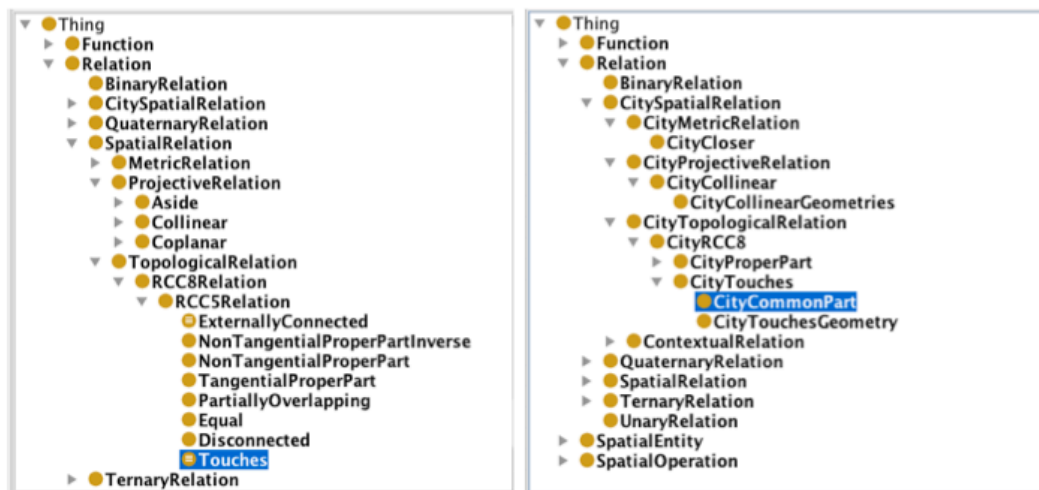 Thing
Function
Relation
BinaryRelation
CitySpatialRelation
QuaternaryRelation
SpatialRelation
MetricRelation
ProjectiveRelation
Aside
Collinear
Coplanar
TopologicalRelation
RCC8Relation
RCC5Relation
ExternallyConnected
NonTangentialProperPartInverse
NonTangentialProperPart
TangentialProperPart
PartiallyOverlapping
Equal
Disconnected
Touches
TernaryRelation
Thing
Function
Relation
BinaryRelation
CitySpatialRelation
CityMetricRelation
CityCloser
CityProjectiveRelation
CityCollinear
CityCollinearGeometries
CityTopologicalRelation
CityRCC8
CityProperPart
CityTouches
CityCommonPart
CityTouchesGeometry
ContextualRelation
QuaternaryRelation
SpatialRelation
TernaryRelation
UnaryRelation
SpatialEntity
SpatialOperation